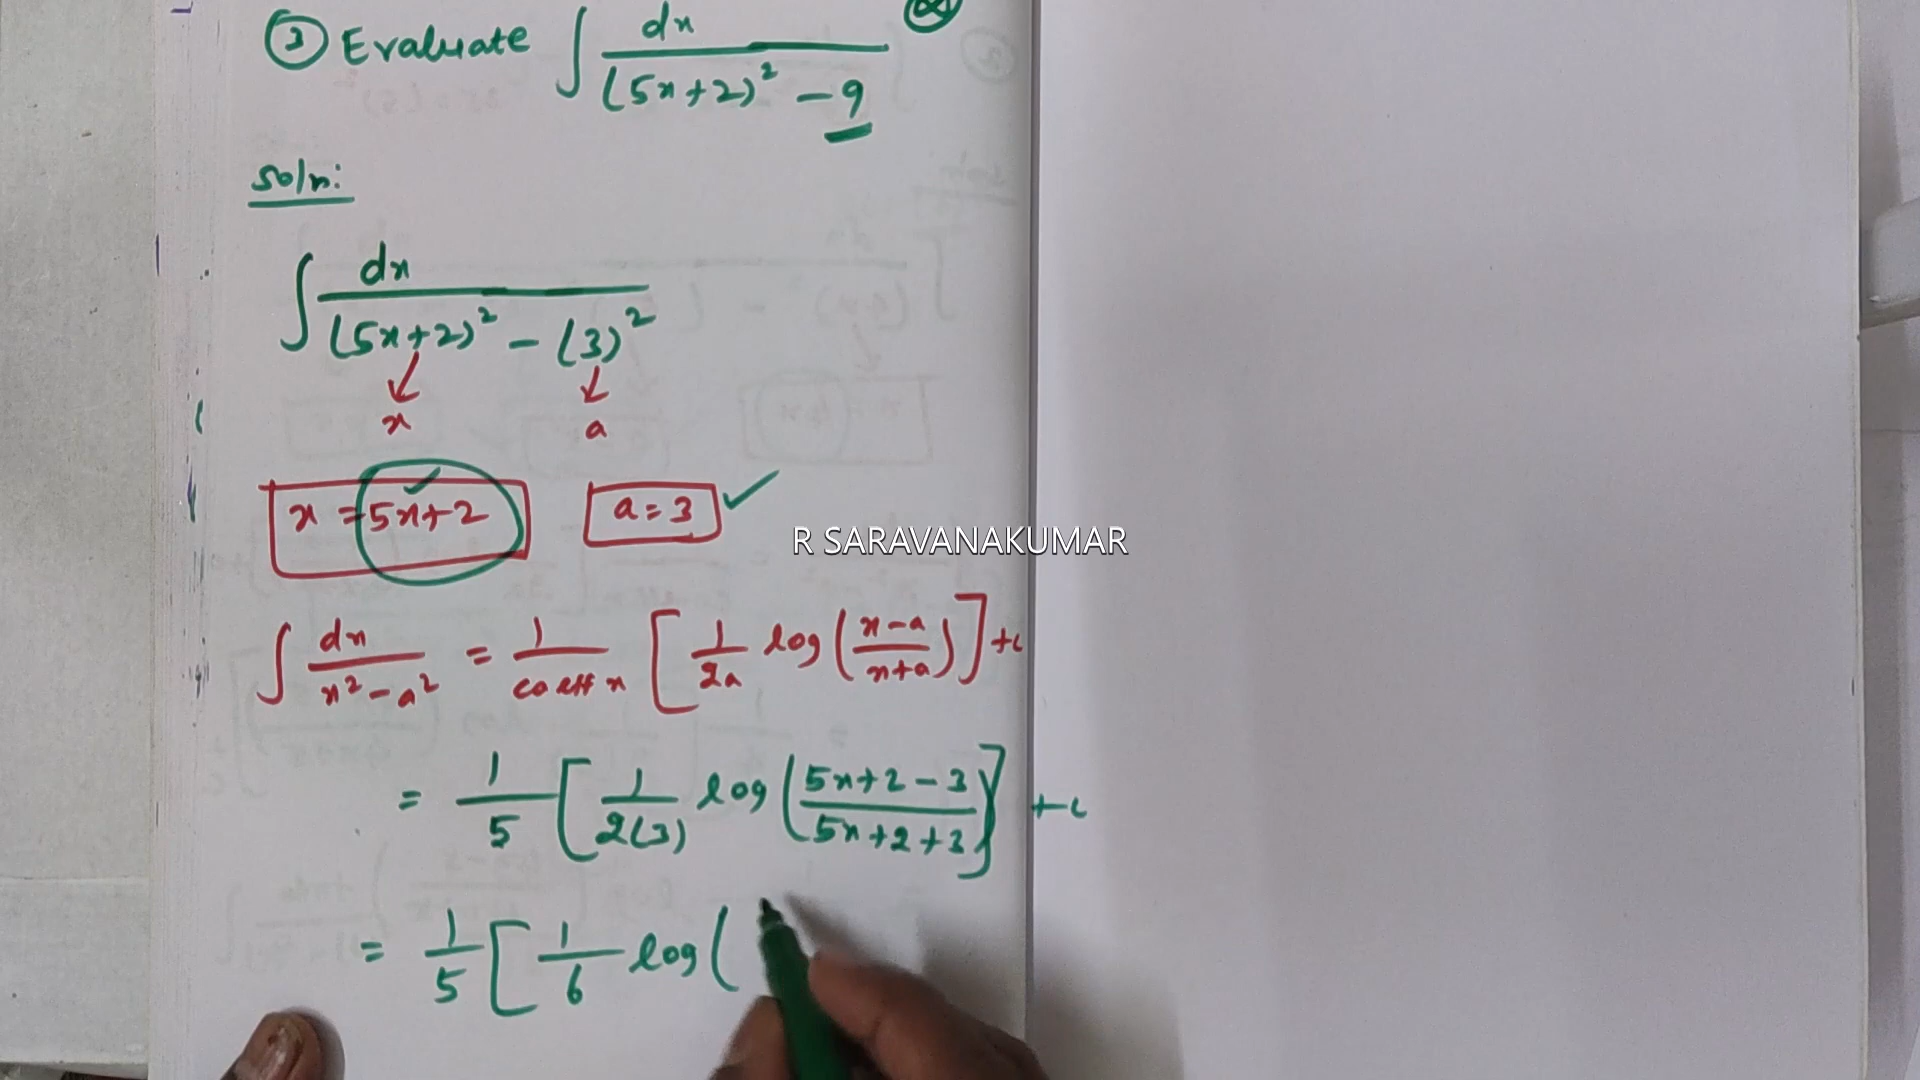 ③ Evaluate ∫ dx / (5x+2)² - 9
Soln:
∫ dx / (5x+2)² - (3)²
x a
x = 5x+2 ✓ a = 3 ✓
R SARAVANAKUMAR
∫ dx / x² - a² = 1 / coeff x [ 1 / 2a log ( x-a / x+a ) ] + c
= 1 / 5 [ 1 / 2(3) log ( 5x+2-3 / 5x+2+3 ) ] + c
= 1 / 5 [ 1 / 6 log (